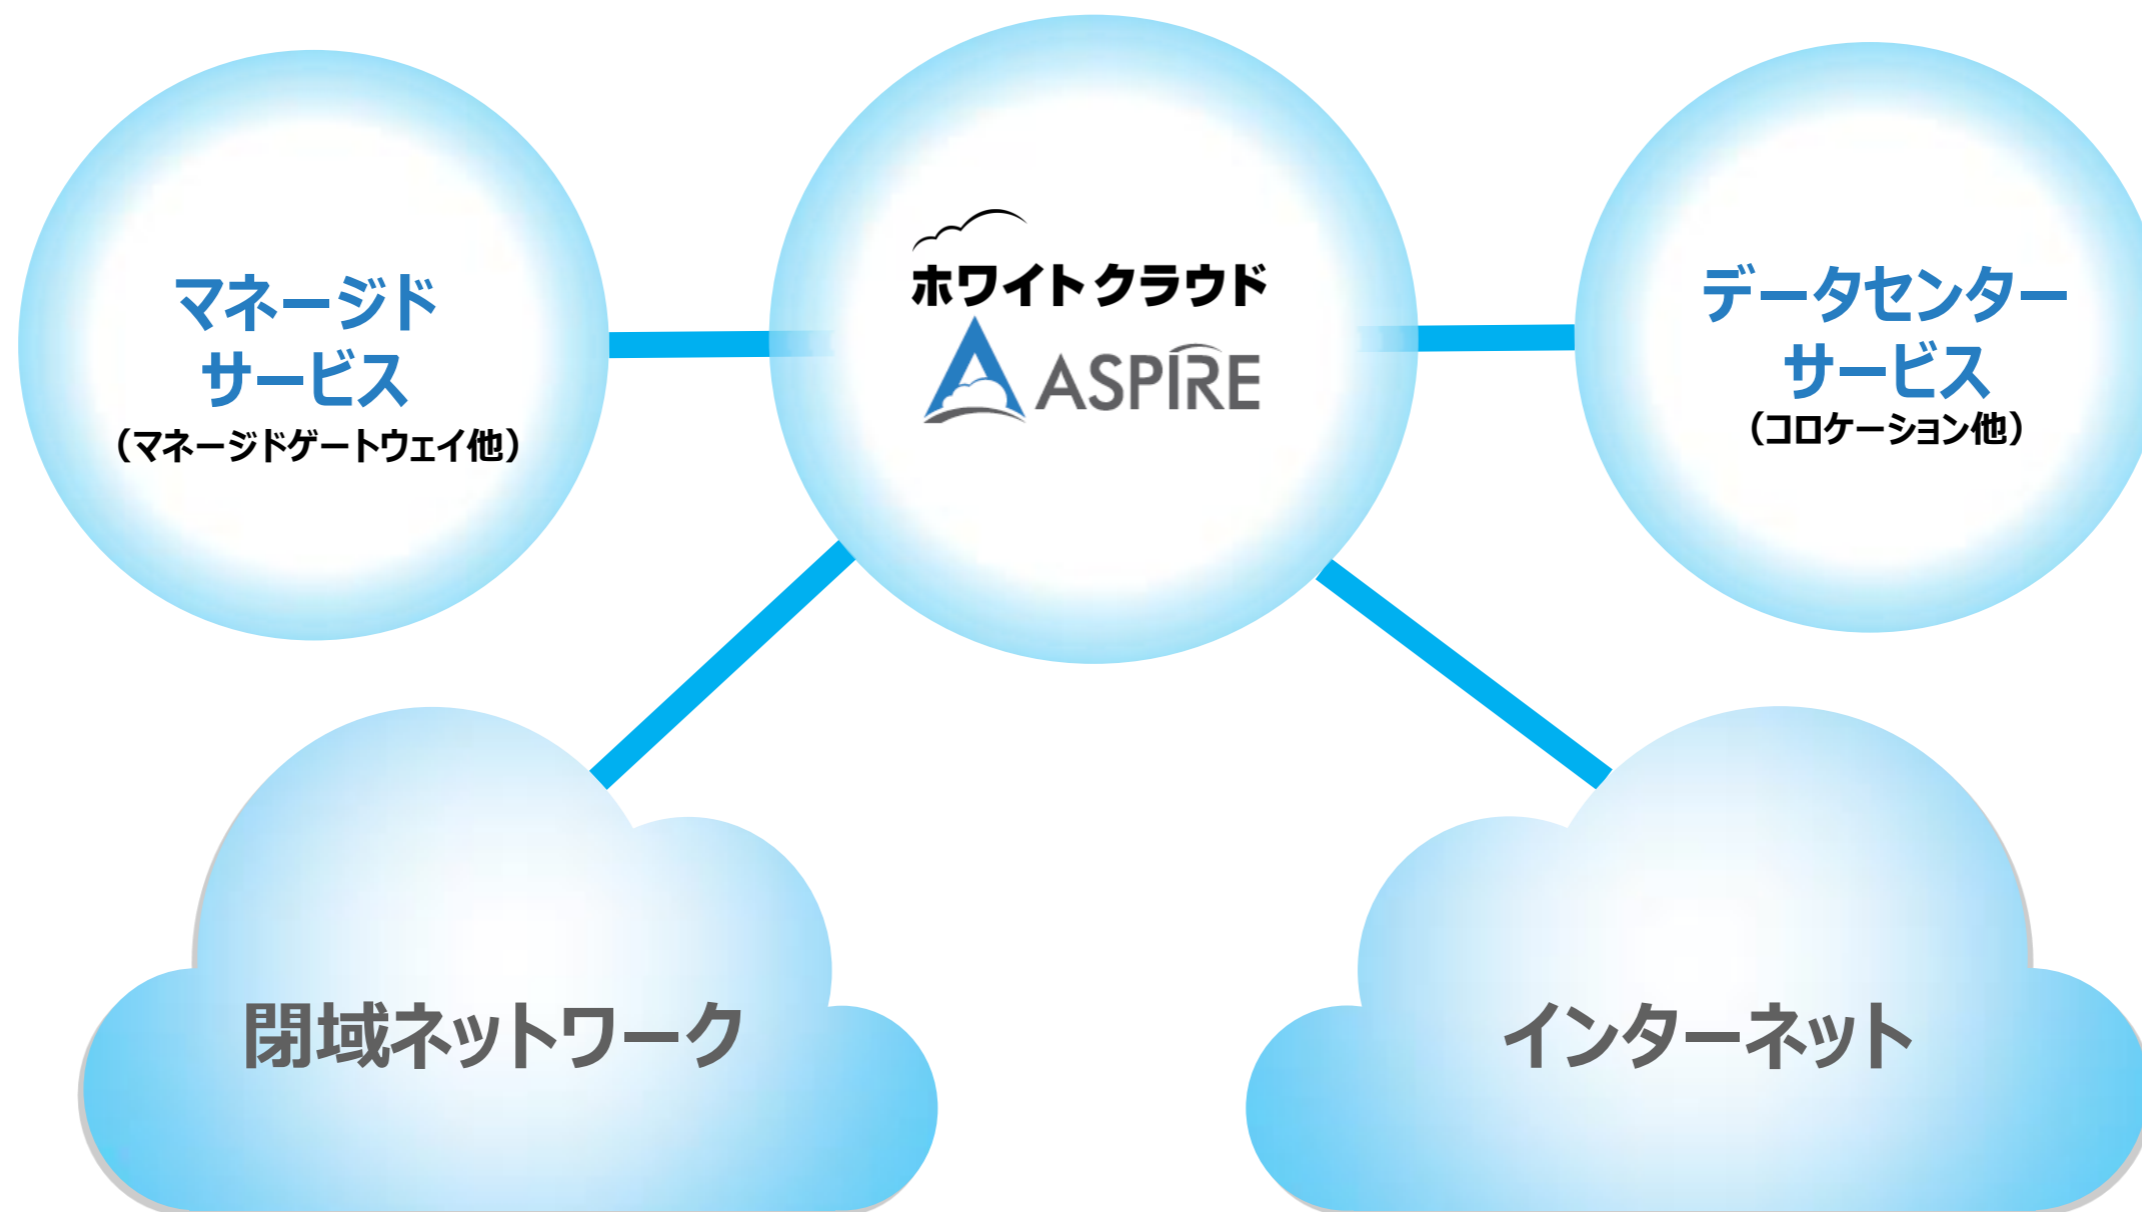 マネージド
サービス
（マネージドゲートウェイ他）
ホワイトクラウド
ASPIRE
データセンター
サービス
（コロケーション他）
閉域ネットワーク
インターネット